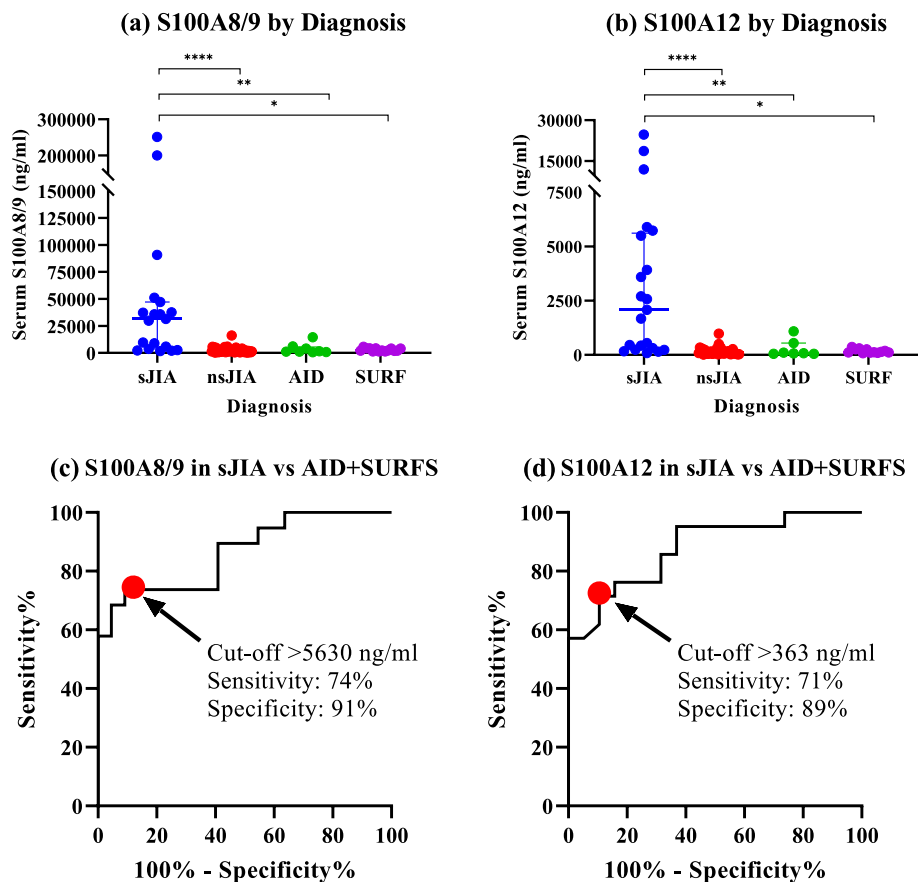 (a) S100A8/9 by Diagnosis
****
**
*
Serum S100A8/9 (ng/ml)
300000
200000
150000
100000
75000
50000
25000
0
sJIA nsJIA AID SURF
Diagnosis
(b) S100A12 by Diagnosis
****
**
*
Serum S100A12 (ng/ml)
30000
15000
7500
5000
2500
0
sJIA nsJIA AID SURF
Diagnosis
(c) S100A8/9 in sJIA vs AID+SURFS
Sensitivity%
100
80
60
40
20
0
Cut-off >5630 ng/ml
Sensitivity: 74%
Specificity: 91%
0 20 40 60 80 100
100% - Specificity%
(d) S100A12 in sJIA vs AID+SURFS
Sensitivity%
100
80
60
40
20
0
Cut-off >363 ng/ml
Sensitivity: 71%
Specificity: 89%
0 20 40 60 80 100
100% - Specificity%